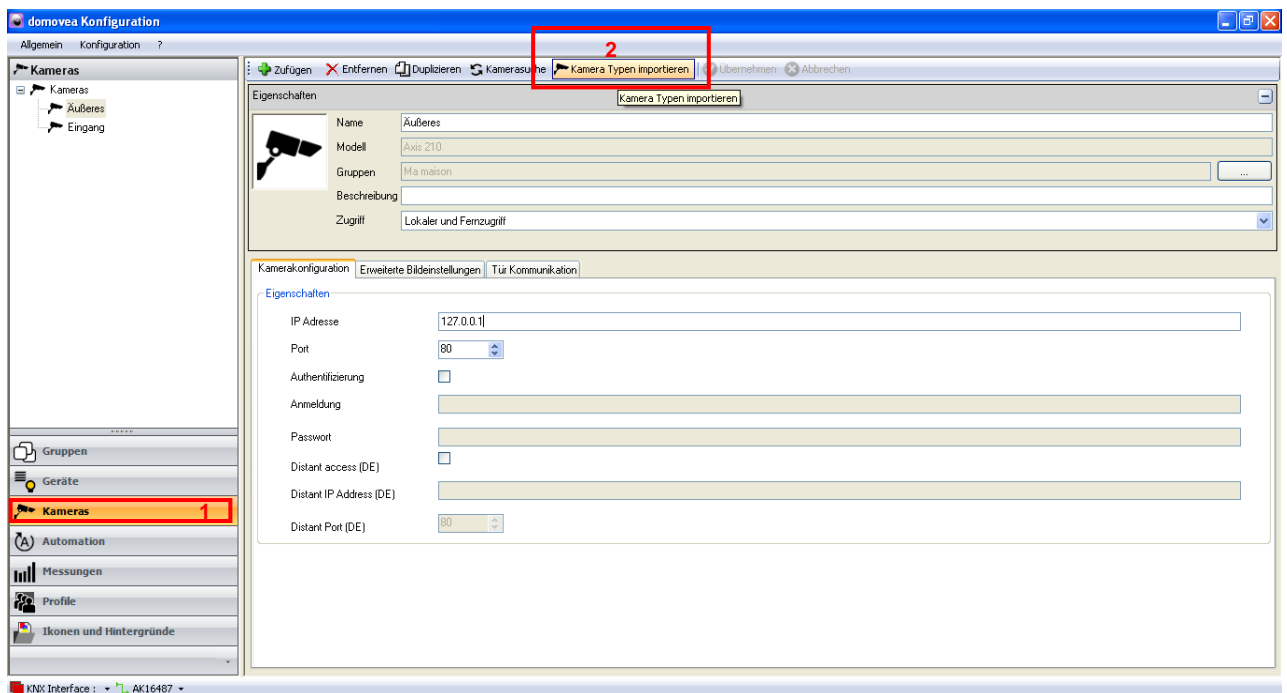 domovea Konfiguration
Allgemein Konfiguration ?
Kameras
Kameras
Äußeres
Eingang
Gruppen
Geräte
Kameras 1
Automation
Messungen
Profile
Ikonen und Hintergründe
2
Zufügen Entfernen Duplizieren Kamerasuche Kamera Typen importieren Übernehmen Abbrechen
Kamera Typen importieren
Eigenschaften
Name Äußeres
Modell Axis 210
Gruppen Ma maison ...
Beschreibung
Zugriff Lokaler und Fernzugriff
Kamerakonfiguration Erweiterte Bildeinstellungen Tür Kommunikation
Eigenschaften
IP Adresse 127.0.0.1
Port 80
Authentifizierung
Anmeldung
Passwort
Distant access (DE)
Distant IP Address (DE)
Distant Port (DE) 80
KNX Interface : AK16487